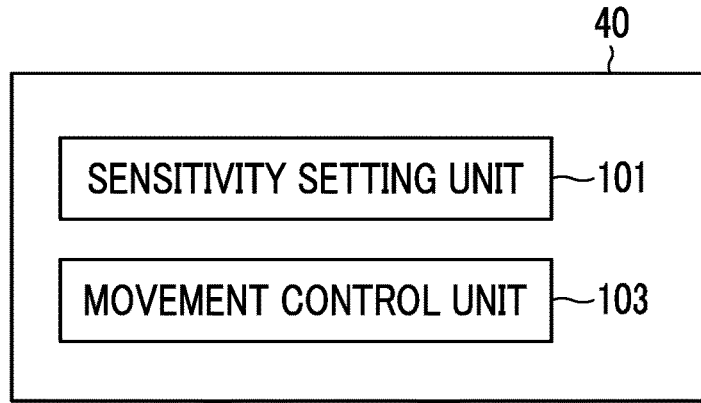 40
SENSITIVITY SETTING UNIT 101
MOVEMENT CONTROL UNIT 103